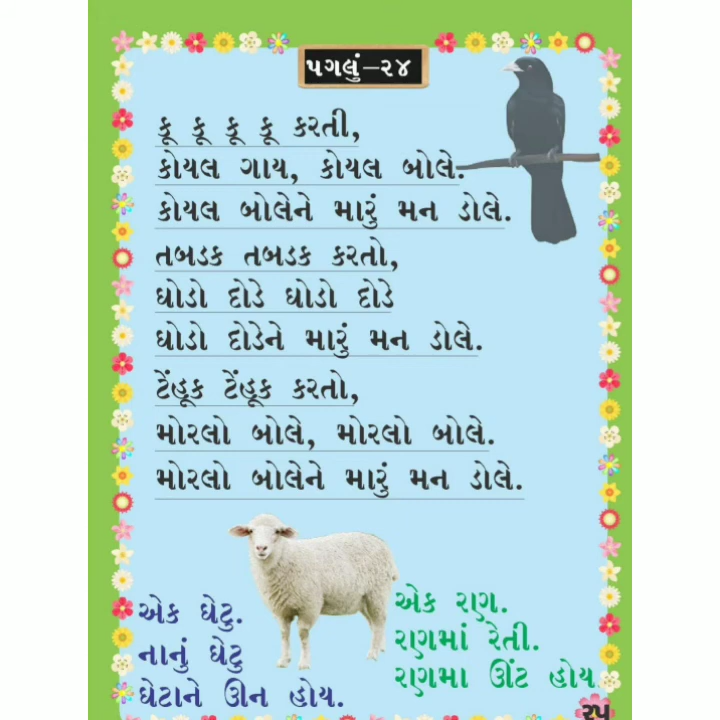 પગલું–૨૪
કૂ કૂ કૂ કૂ કરતી,
કોયલ ગાય, કોયલ બોલે.
કોયલ બોલેને મારું મન ડોલે.
તબડક તબડક કરતો,
ઘોડો દોડે ઘોડો દોડે
ઘોડો દોડેને મારું મન ડોલે.
ટેંહૂક ટેંહૂક કરતો,
મોરલો બોલે, મોરલો બોલે.
મોરલો બોલેને મારું મન ડોલે.
એક ઘેટુ.
નાનું ઘેટુ
ઘેટાને ઊન હોય.
એક રણ.
રણમાં રેતી.
રણમા ઊંટ હોય
૨૫